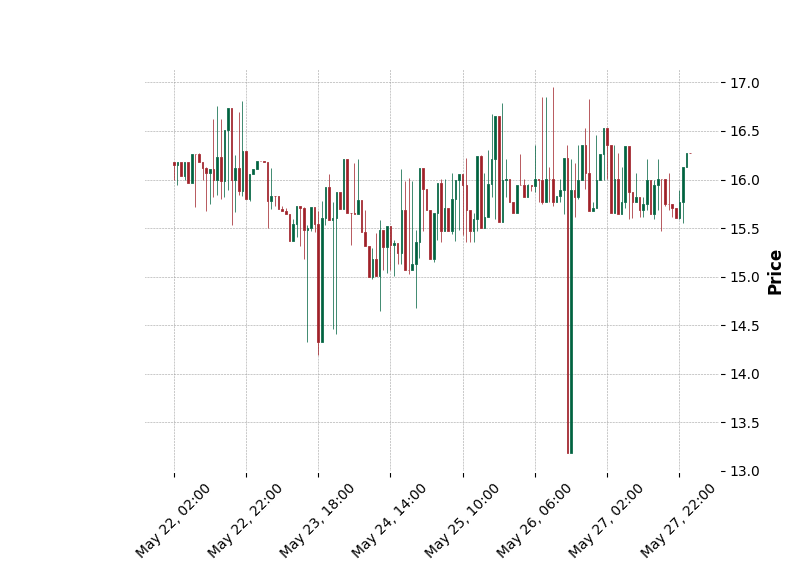 17.0
16.5
16.0
15.5
15.0
14.5
14.0
13.5
13.0
Price
May 22, 02:00
May 22, 22:00
May 23, 18:00
May 24, 14:00
May 25, 10:00
May 26, 06:00
May 27, 02:00
May 27, 22:00